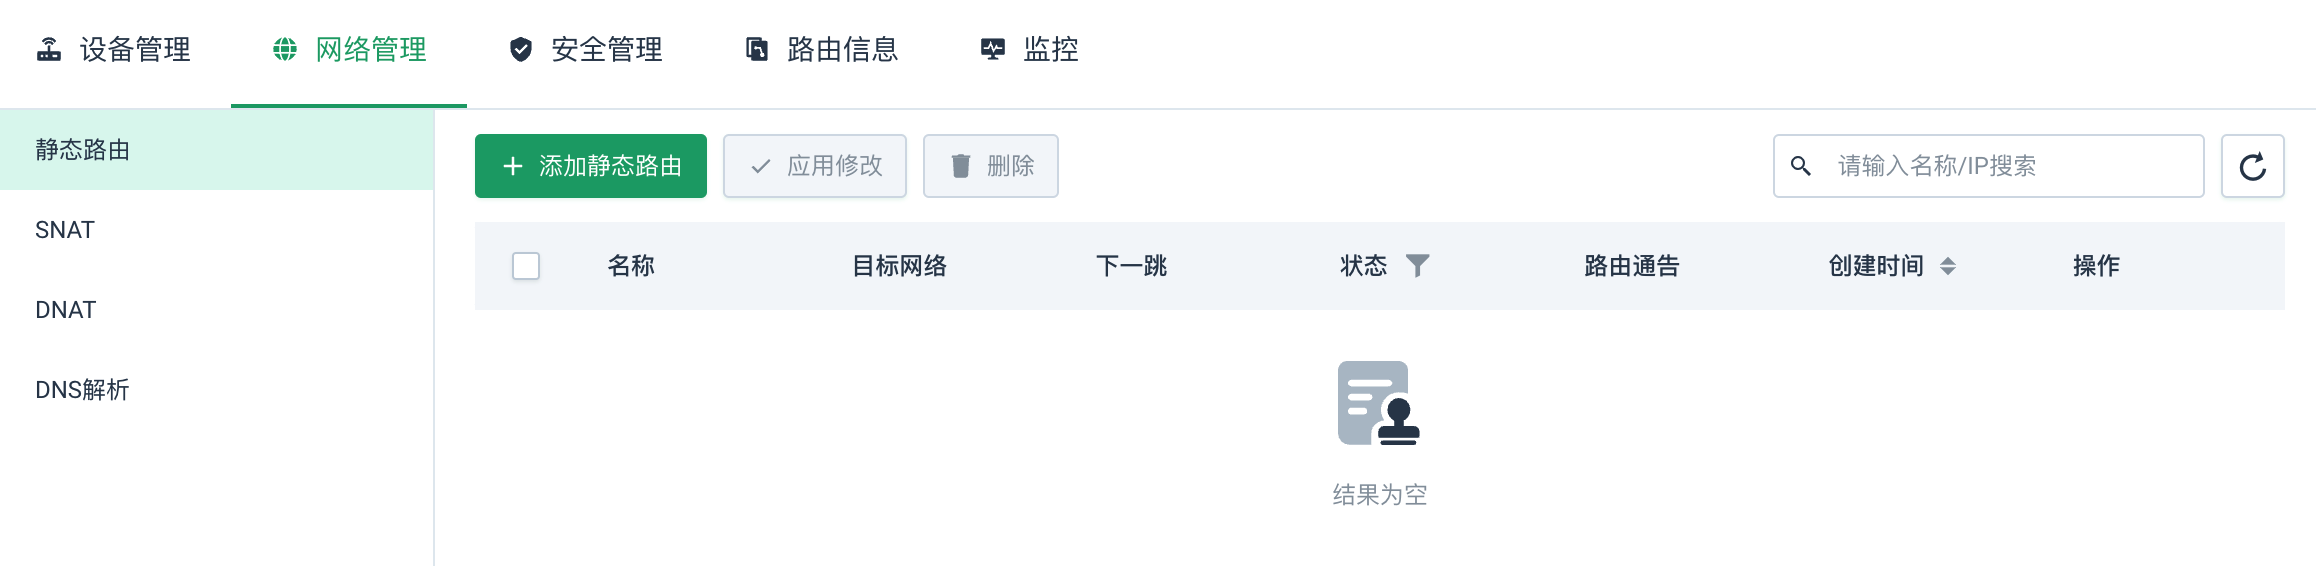 设备管理 网络管理 安全管理 路由信息 监控
静态路由
SNAT
DNAT
DNS解析
添加静态路由 应用修改 删除 请输入名称/IP搜索
名称 目标网络 下一跳 状态 路由通告 创建时间 操作
结果为空